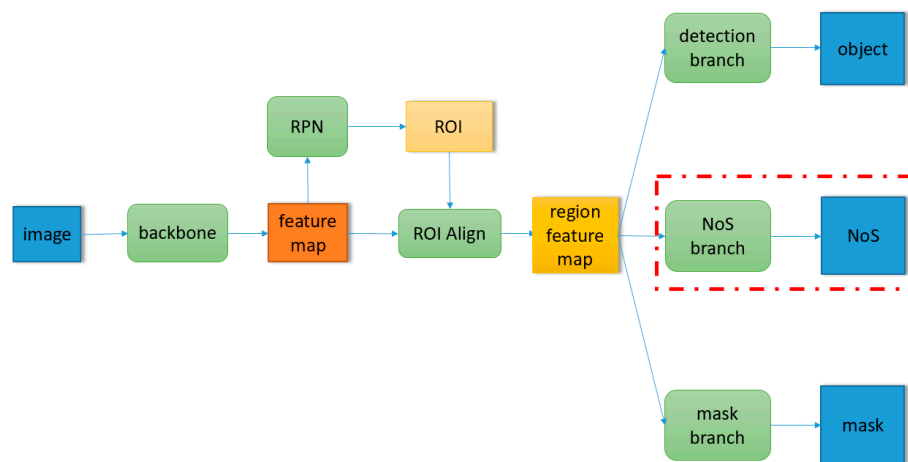 detection
branch
object
RPN
ROI
image
backbone
feature
map
ROI Align
region
feature
map
NoS
branch
NoS
mask
branch
mask